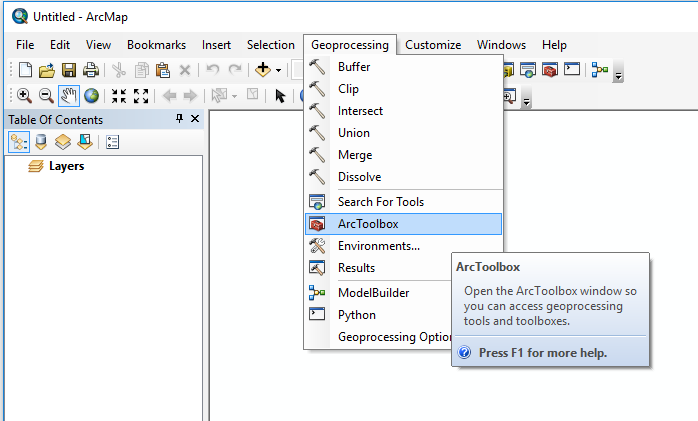 Untitled - ArcMap
File Edit View Bookmarks Insert Selection Geoprocessing Customize Windows Help
Table Of Contents
Layers
Buffer
Clip
Intersect
Union
Merge
Dissolve
Search For Tools
ArcToolbox
Environments...
Results
ModelBuilder
Python
Geoprocessing Option
ArcToolbox
Open the ArcToolbox window so
you can access geoprocessing
tools and toolboxes.
Press F1 for more help.